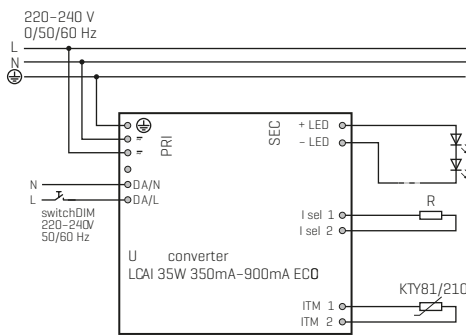 220–240 V
0/50/60 Hz
L
N
PRI
SEC
+ LED
– LED
N
DA/N
L
DA/L
switchDIM
220–240V
50/60 Hz
R
I sel 1
I sel 2
U converter
LCAI 35W 350mA–900mA ECO
KTY81/210
ITM 1
ITM 2